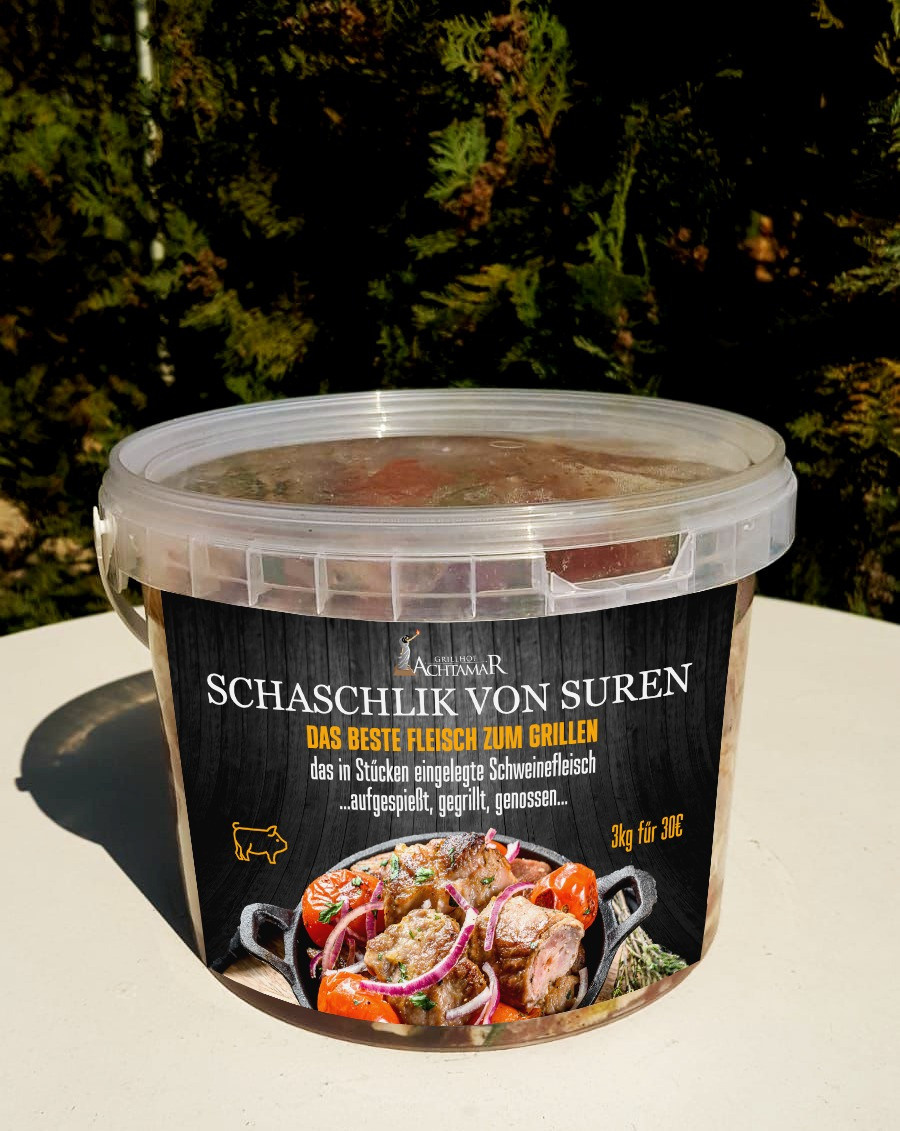 GRILLHOF
ACHTAMAR
SCHASCHLIK VON SUREN
DAS BESTE FLEISCH ZUM GRILLEN
das in Stücken eingelegte Schweinefleisch
...aufgespießt, gegrillt, genossen...
3kg für 30€